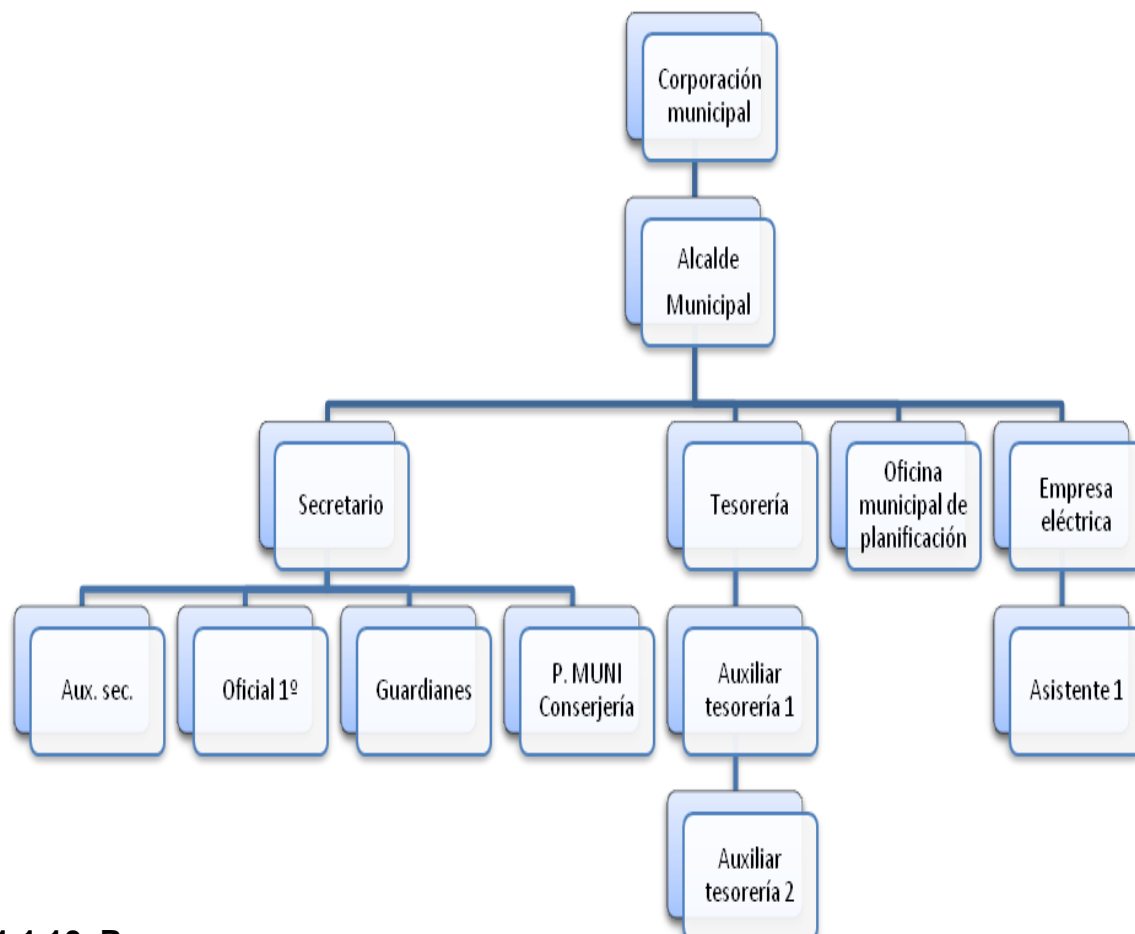 Corporación
municipal
Alcalde
Municipal
Secretario
Tesorería
Oficina
municipal de
planificación
Empresa
eléctrica
Aux. sec.
Oficial 1º
Guardianes
P. MUNI
Conserjería
Auxiliar
tesorería 1
Asistente 1
Auxiliar
tesorería 2